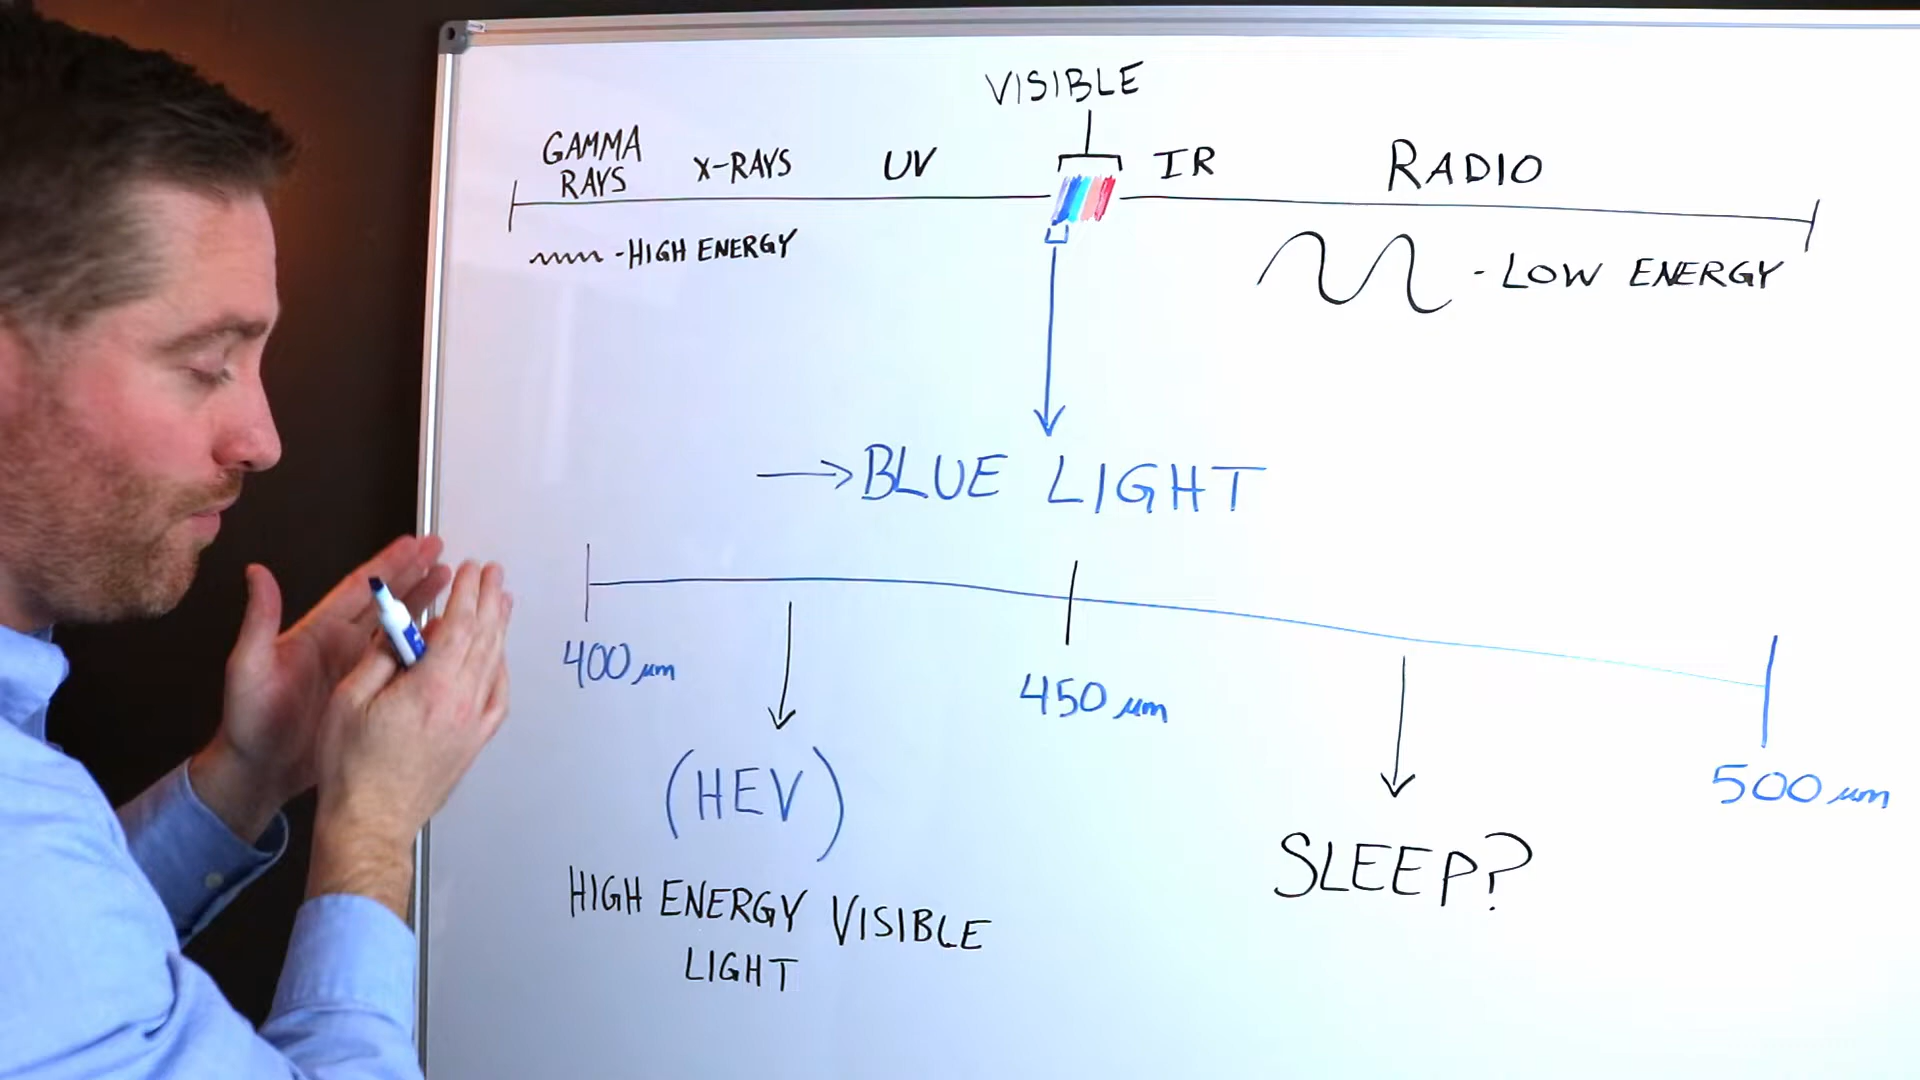 VISIBLE
GAMMA
RAYS
X-RAYS
UV
IR
RADIO
-HIGH ENERGY
-LOW ENERGY
→BLUE LIGHT
400 um
450 um
500 um
(HEV)
HIGH ENERGY VISIBLE
LIGHT
SLEEP?